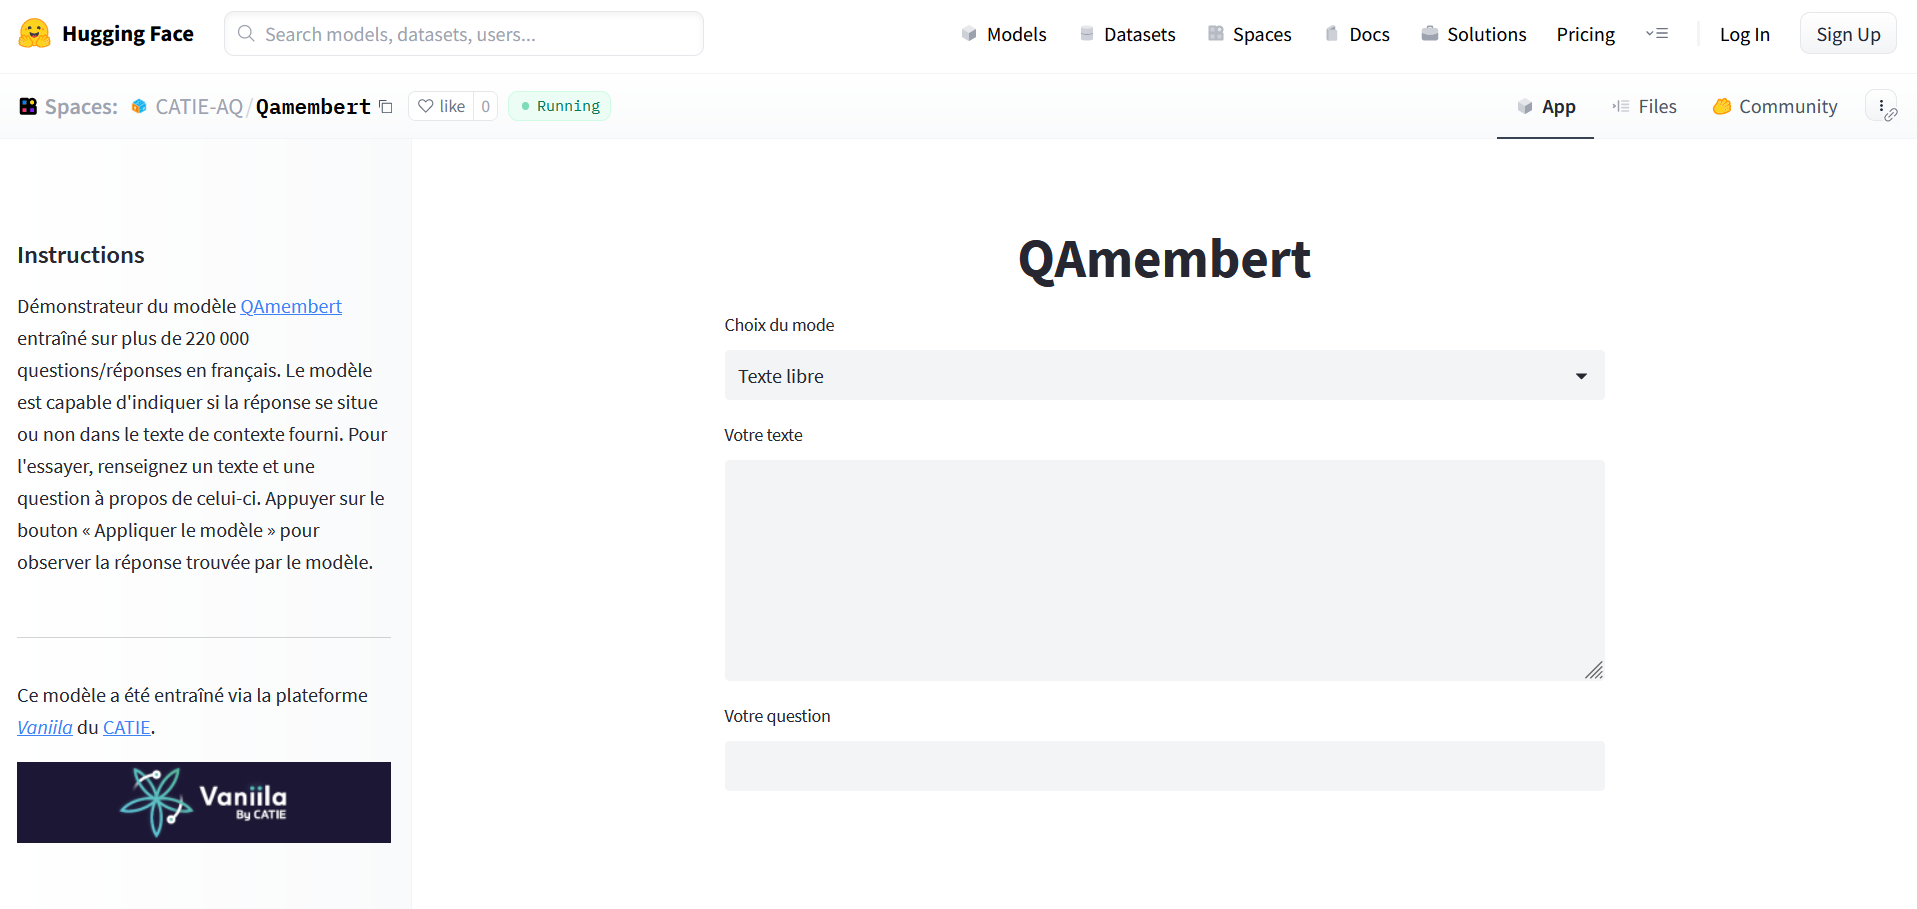 Hugging Face
Search models, datasets, users...
Models
Datasets
Spaces
Docs
Solutions
Pricing
Log In
Sign Up
Spaces:
CATIE-AQ/Qamembert
like
0
Running
App
Files
Community
Instructions
Démonstrateur du modèle QAmembert
entraîné sur plus de 220 000
questions/réponses en français. Le modèle
est capable d'indiquer si la réponse se situe
ou non dans le texte de contexte fourni. Pour
l'essayer, renseignez un texte et une
question à propos de celui-ci. Appuyer sur le
bouton « Appliquer le modèle » pour
observer la réponse trouvée par le modèle.
Ce modèle a été entraîné via la plateforme
Vaniila du CATIE.
Vaniila
By CATIE
QAmembert
Choix du mode
Texte libre
Votre texte
Votre question